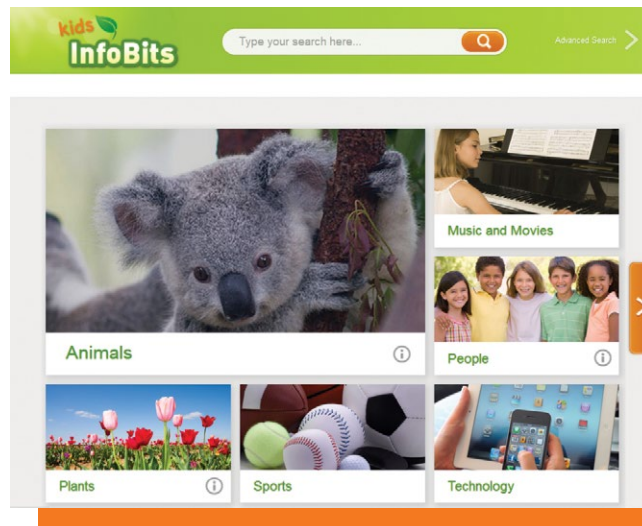 kids
InfoBits
Type your search here...
Advanced Search
Music and Movies
Animals
People
Plants
Sports
Technology